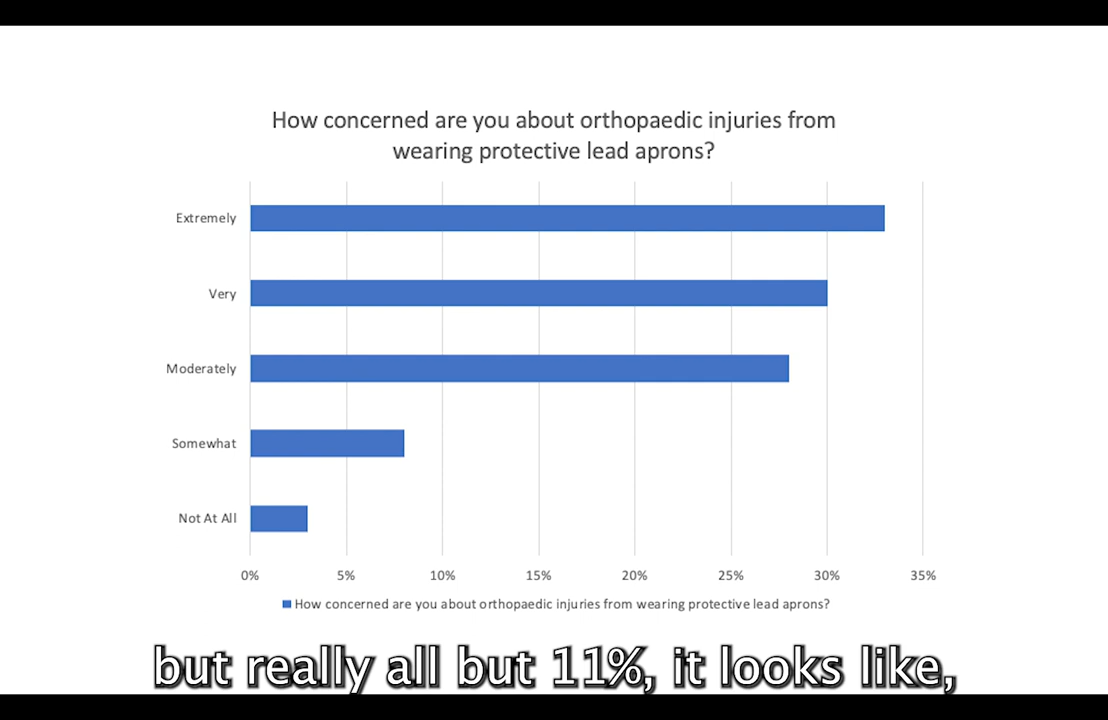 How concerned are you about orthopaedic injuries from
wearing protective lead aprons?
Extremely
Very
Moderately
Somewhat
Not At All
0% 5% 10% 15% 20% 25% 30% 35%
How concerned are you about orthopaedic injuries from wearing protective lead aprons?
but really all but 11%, it looks like,